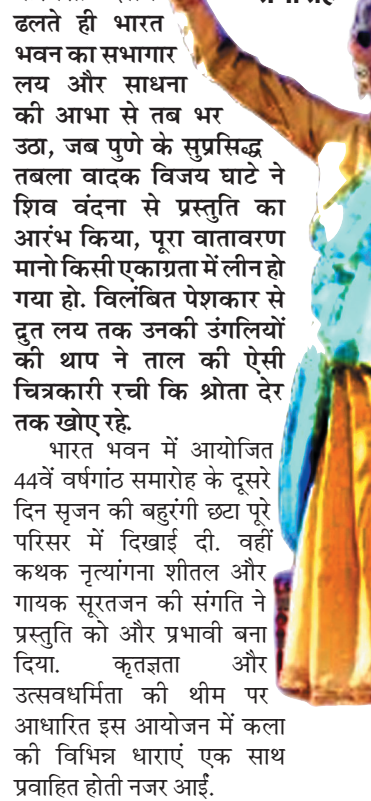 ढलते ही भारत
भवन का सभागार
लय और साधना
की आभा से तब भर
उठा, जब पुणे के सुप्रसिद्ध
तबला वादक विजय घाटे ने
शिव वंदना से प्रस्तुति का
आरंभ किया, पूरा वातावरण
मानो किसी एकाग्रता में लीन हो
गया हो. विलंबित पेशकार से
द्रुत लय तक उनकी उंगलियों
की थाप ने ताल की ऐसी
चित्रकारी रची कि श्रोता देर
तक खोए रहे.
भारत भवन में आयोजित
44वें वर्षगांठ समारोह के दूसरे
दिन सृजन की बहुरंगी छटा पूरे
परिसर में दिखाई दी. वहीं
कथक नृत्यांगना शीतल और
गायक सूरतजन की संगति ने
प्रस्तुति को और प्रभावी बना
दिया. कृतज्ञता और
उत्सवधर्मिता की थीम पर
आधारित इस आयोजन में कला
की विभिन्न धाराएं एक साथ
प्रवाहित होती नजर आईं.